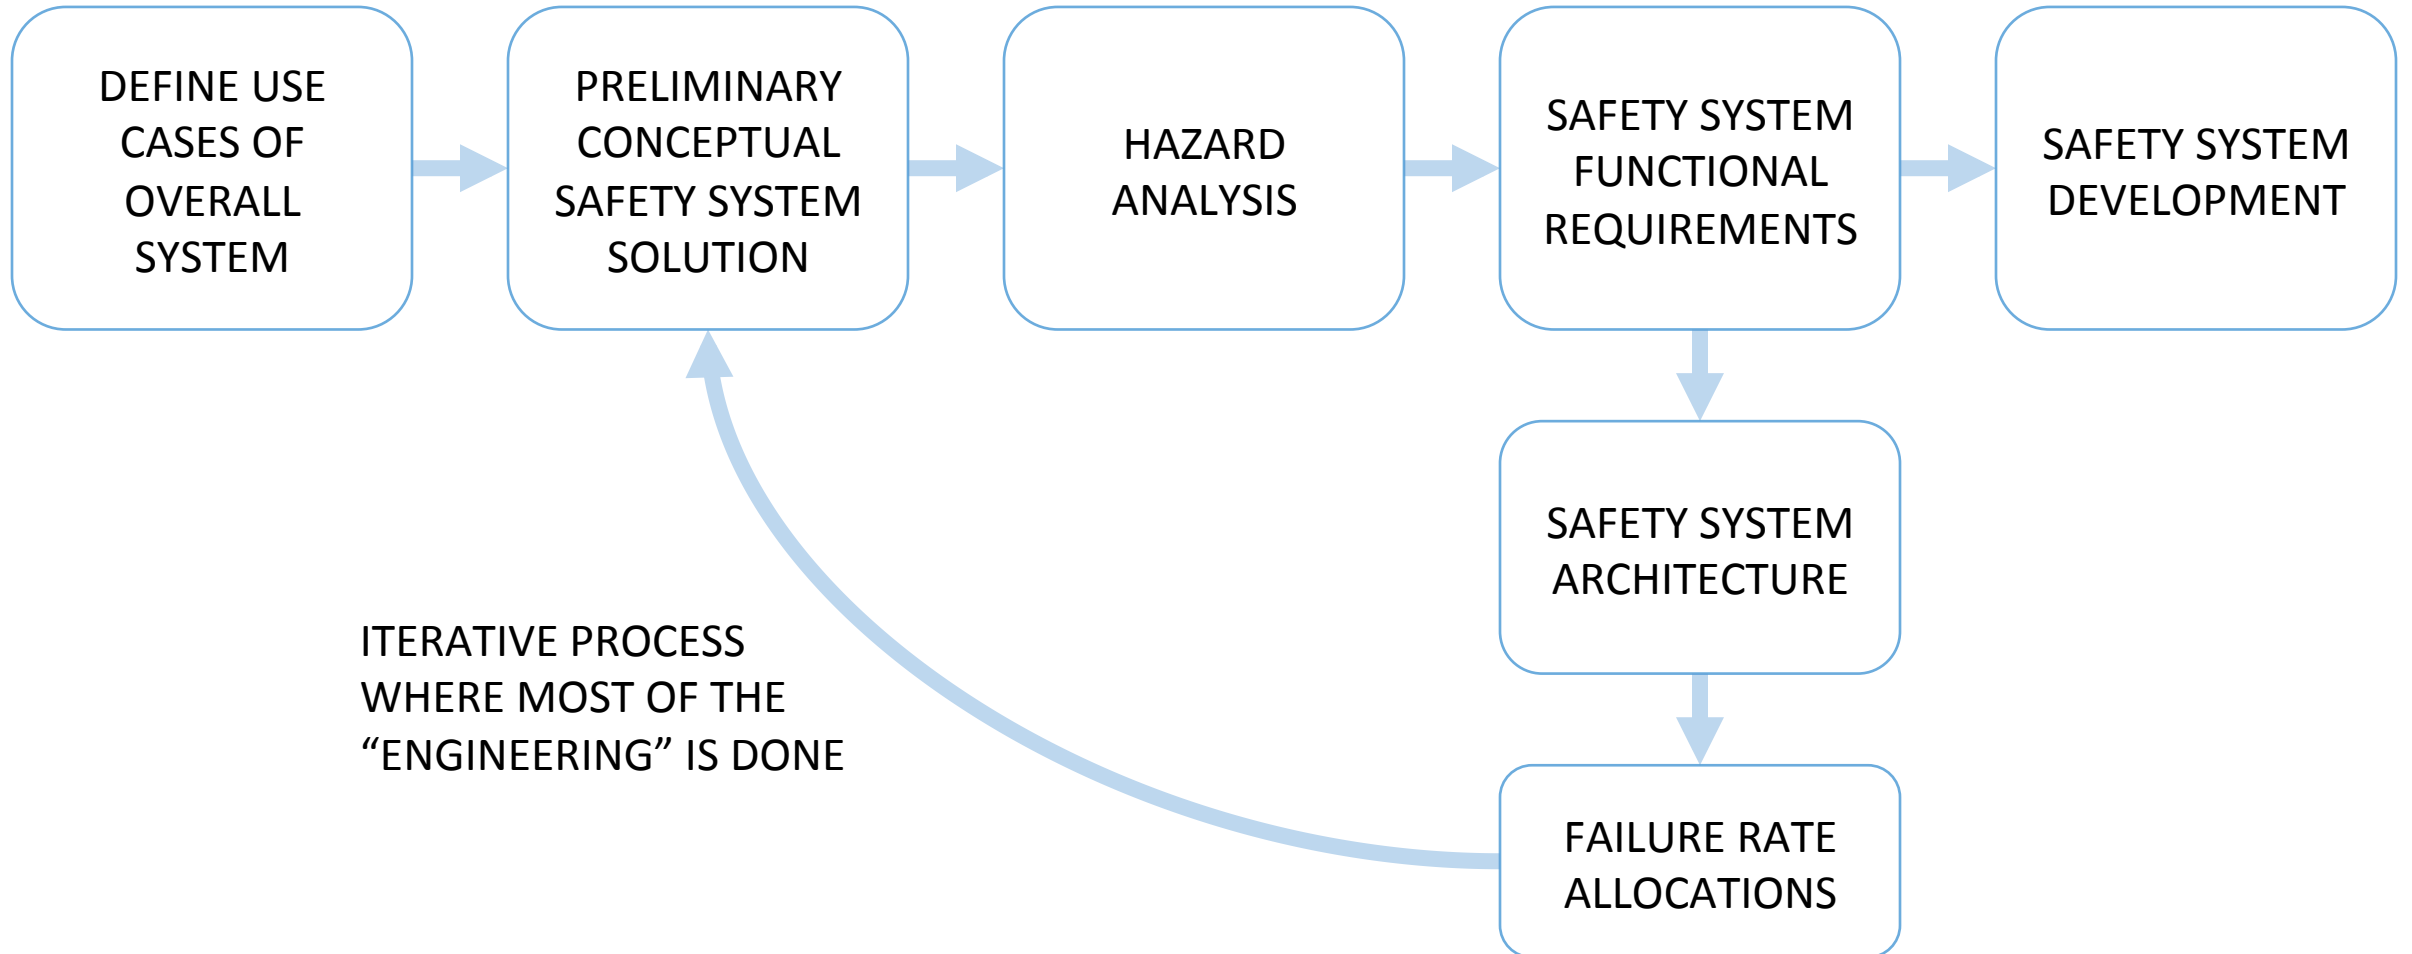 DEFINE USE
CASES OF
OVERALL
SYSTEM
PRELIMINARY
CONCEPTUAL
SAFETY SYSTEM
SOLUTION
HAZARD
ANALYSIS
SAFETY SYSTEM
FUNCTIONAL
REQUIREMENTS
SAFETY SYSTEM
DEVELOPMENT
SAFETY SYSTEM
ARCHITECTURE
ITERATIVE PROCESS
WHERE MOST OF THE
“ENGINEERING” IS DONE
FAILURE RATE
ALLOCATIONS